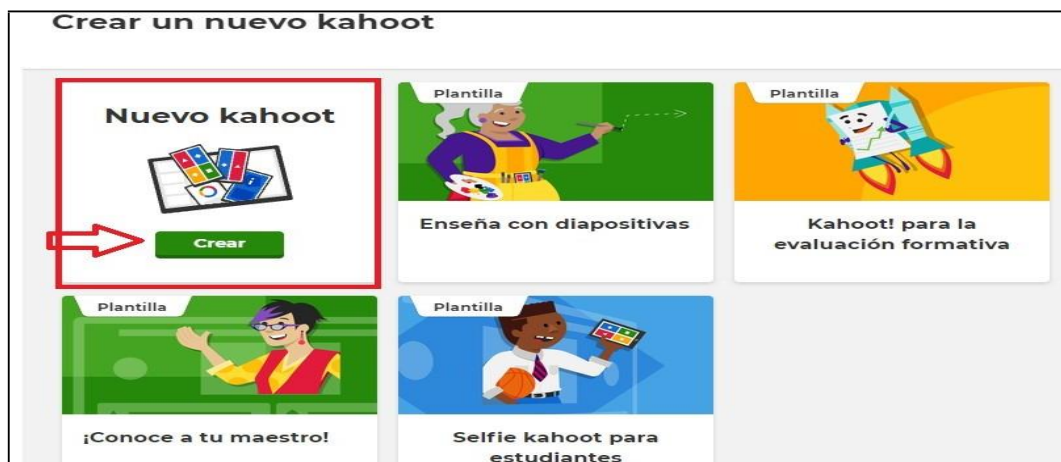 Crear un nuevo kahoot
Nuevo kahoot
Crear
Plantilla
Enseña con diapositivas
Plantilla
Kahoot! para la
evaluación formativa
Plantilla
¡Conoce a tu maestro!
Plantilla
Selfie kahoot para
estudiantes